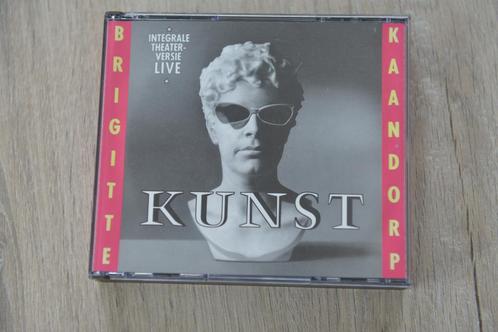 BRIGITTE
INTEGRALE
THEATER-
VERSIE
LIVE
KUNST
KAANDORP